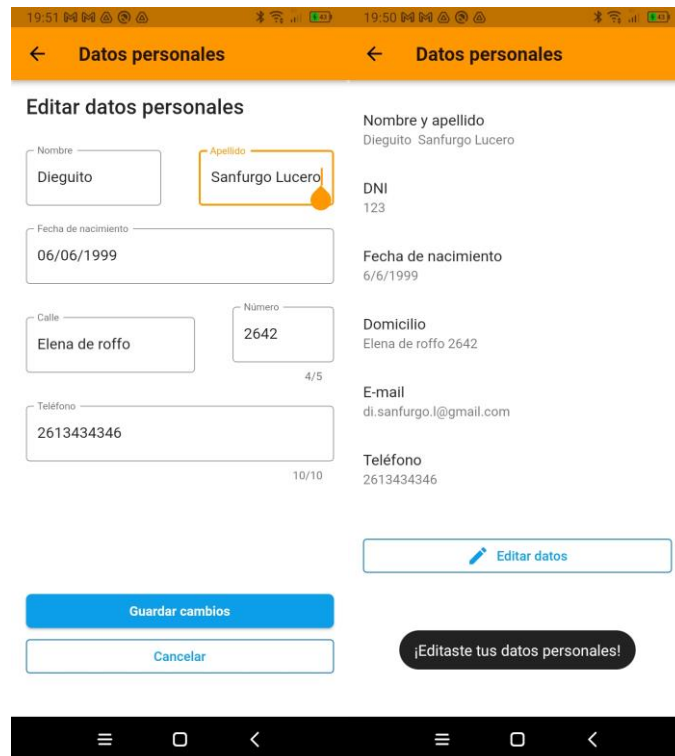 19:51
Datos personales
Editar datos personales
Nombre
Dieguito
Apellido
Sanfurgo Lucero
Fecha de nacimiento
06/06/1999
Calle
Elena de roffo
Número
2642
4/5
Teléfono
2613434346
10/10
Guardar cambios
Cancelar
19:50
Datos personales
Nombre y apellido
Dieguito Sanfurgo Lucero
DNI
123
Fecha de nacimiento
6/6/1999
Domicilio
Elena de roffo 2642
E-mail
di.sanfurgo.l@gmail.com
Teléfono
2613434346
Editar datos
¡Editaste tus datos personales!